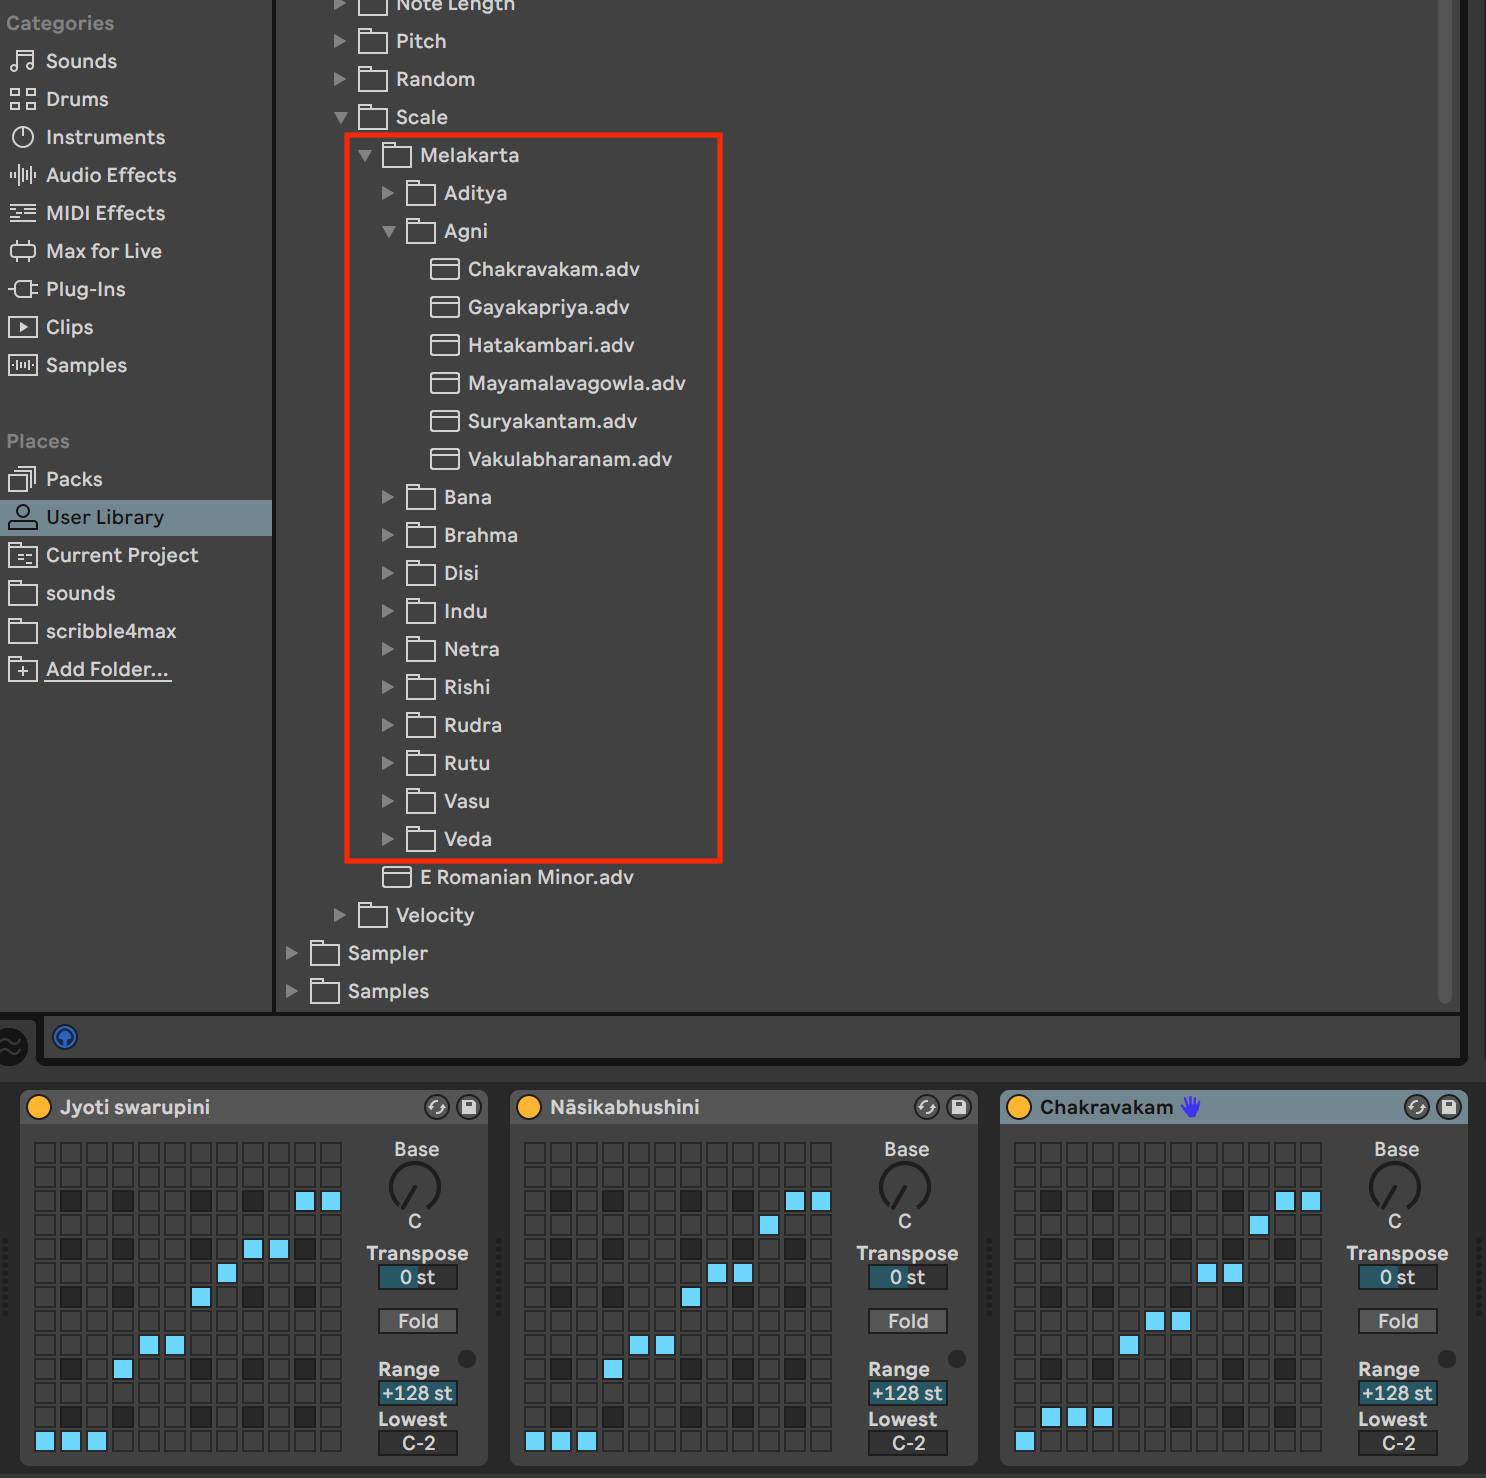 Categories
Sounds
Drums
Instruments
Audio Effects
MIDI Effects
Max for Live
Plug-Ins
Clips
Samples
Places
Packs
User Library
Current Project
sounds
scribble4max
Add Folder...
Note Length
Pitch
Random
Scale
Melakarta
Aditya
Agni
Chakravakam.adv
Gayakapriya.adv
Hatakambari.adv
Mayamalavagowla.adv
Suryakantam.adv
Vakulabharanam.adv
Bana
Brahma
Disi
Indu
Netra
Rishi
Rudra
Rutu
Vasu
Veda
E Romanian Minor.adv
Velocity
Sampler
Samples
Jyoti swarupini
Base
C
Transpose
0 st
Fold
Range
+128 st
Lowest
C-2
Nāsikabhushini
Base
C
Transpose
0 st
Fold
Range
+128 st
Lowest
C-2
Chakravakam
Base
C
Transpose
0 st
Fold
Range
+128 st
Lowest
C-2